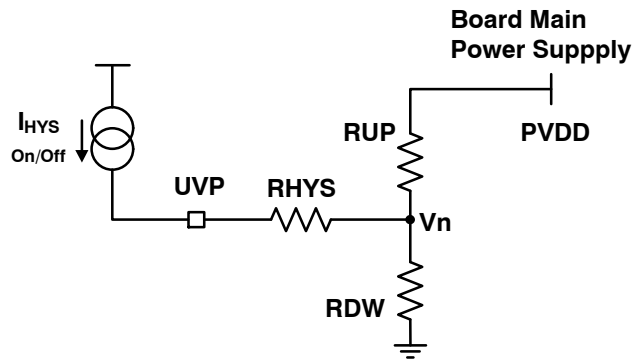 Board Main
Power Suppply
IHYS
On/Off
RUP
PVDD
UVP
RHYS
Vn
RDW